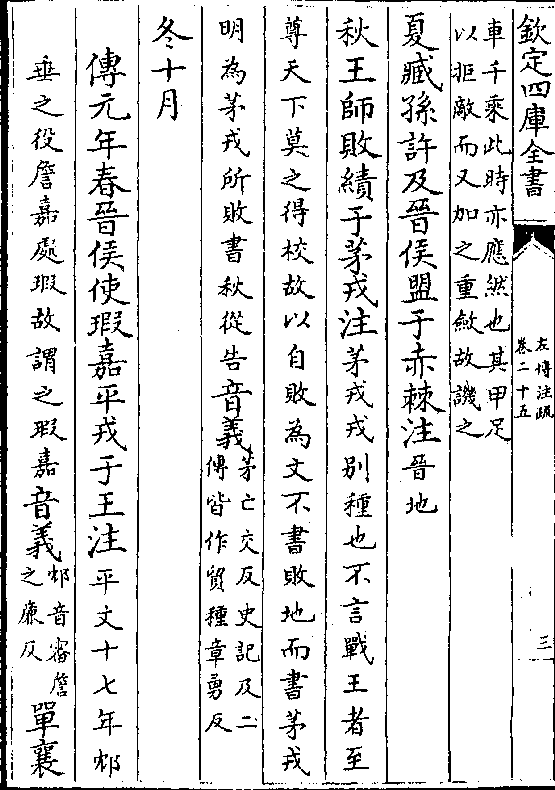 欽定四庫全書
左傳注疏
卷二十五
三
車千乘此時亦應然也其甲足
以拒敵而又加之重斂故譏之
夏臧孫許及晉侯盟于赤棘注晉地
秋王師敗績于茅戎注茅戎戎别種也不言戰王者至
尊天下莫之得校故以自敗為文不書敗地而書茅戎
明為茅戎所敗書秋從告音義茅亡交反史記及二
傳皆作貿種章勇反
冬十月
傳元年春晉侯使瑕嘉平戎于王注平文十七年邥
垂之役詹嘉處瑕故謂之瑕嘉音義邥音審詹
之亷反單襄